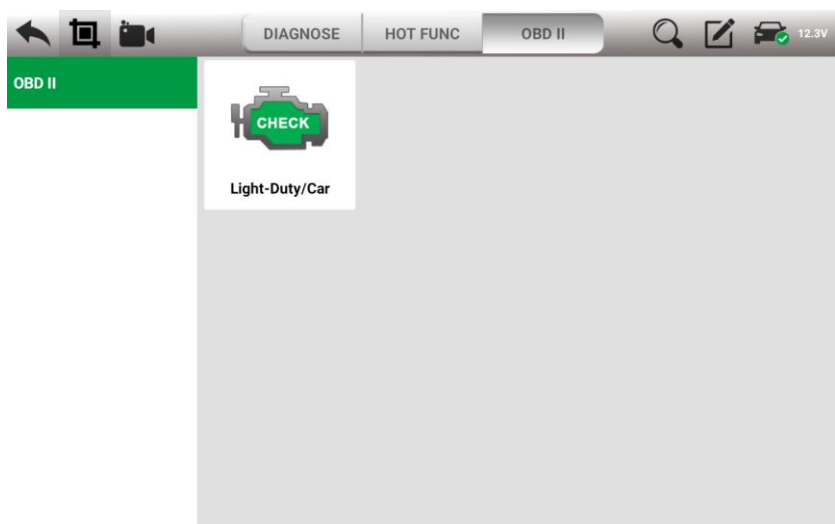 DIAGNOSE
HOT FUNC
OBD II
12.3V
OBD II
CHECK
Light-Duty/Car